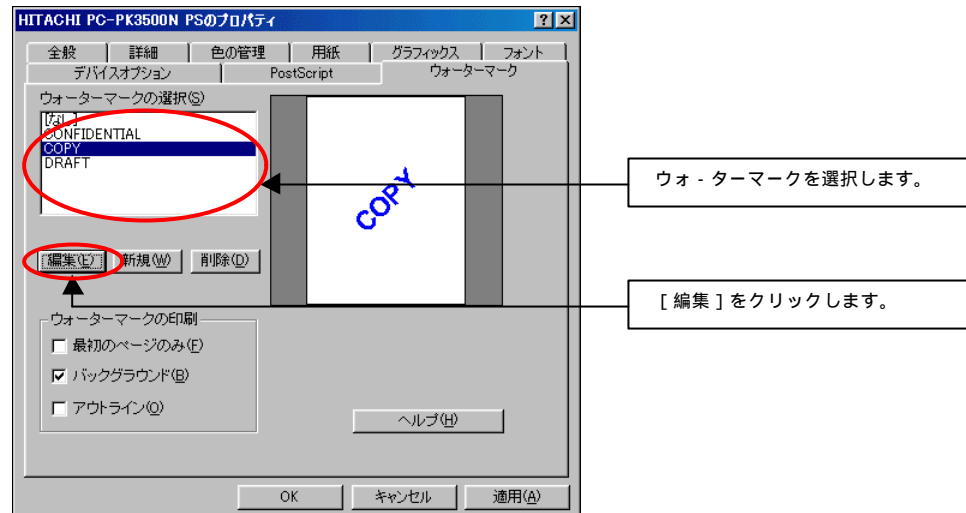 HITACHI PC-PK3500N PSのプロパティ
全般 詳細 色の管理 用紙 グラフィックス フォント
デバイスオプション PostScript ウォーターマーク
ウォーターマークの選択(S)
[なし]
CONFIDENTIAL
COPY
DRAFT
COPY
ウォ - ターマークを選択します。
編集(E) 新規(W) 削除(D)
[ 編集 ] をクリックします。
ウォーターマークの印刷
最初のページのみ(F)
バックグラウンド(B)
アウトライン(O)
ヘルプ(H)
OK キャンセル 適用(A)